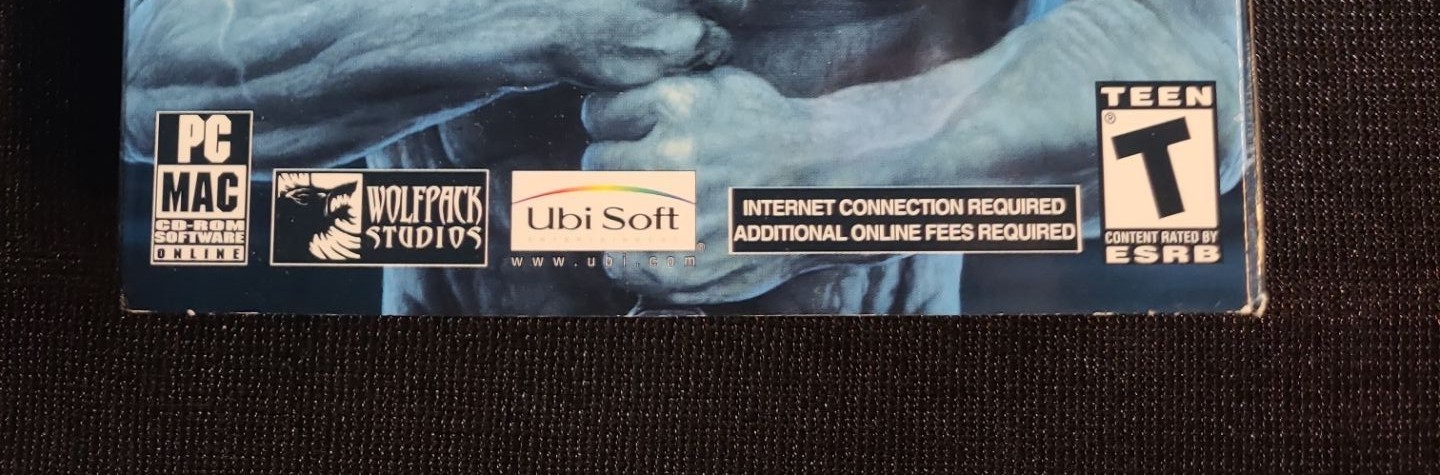 PC
MAC
CD-ROM
SOFTWARE
ONLINE
WOLFPACK
STUDIOS
Ubi Soft
ENTERTAINMENT
www.ubi.com
INTERNET CONNECTION REQUIRED
ADDITIONAL ONLINE FEES REQUIRED
TEEN
T
CONTENT RATED BY
ESRB